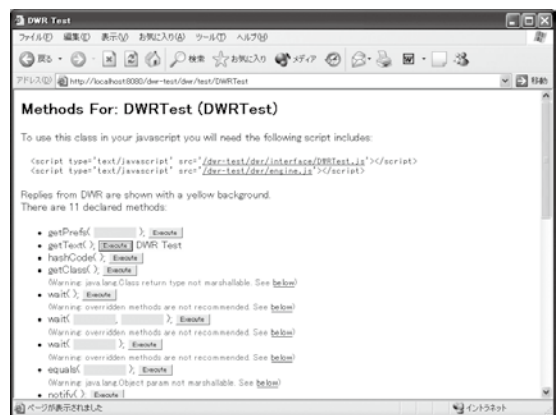 DWR Test
ファイル(F) 編集(E) 表示(V) お気に入り(A) ツール(T) ヘルプ(H)
戻る 検索 お気に入り メディア
アドレス(D) http://localhost:8080/dwr-test/dwr/test/DWRTest 移動
Methods For: DWRTest (DWRTest)
To use this class in your javascript you will need the following script includes:
<script type='text/javascript' src='/dwr-test/dwr/interface/DWRTest.js'></script>
<script type='text/javascript' src='/dwr-test/dwr/engine.js'></script>
Replies from DWR are shown with a yellow background.
There are 11 declared methods:
• getPrefs( ); Execute
• getText( ); Execute DWR Test
• hashCode( ); Execute
• getClass( ); Execute
(Warning: java.lang.Class return type not marshallable. See below)
• wait( ); Execute
(Warning: overridden methods are not recommended. See below)
• wait( , ); Execute
(Warning: overridden methods are not recommended. See below)
• wait( ); Execute
(Warning: overridden methods are not recommended. See below)
• equals( ); Execute
(Warning: java.lang.Object param not marshallable. See below)
• notify( ); Execute
ページが表示されました イントラネット